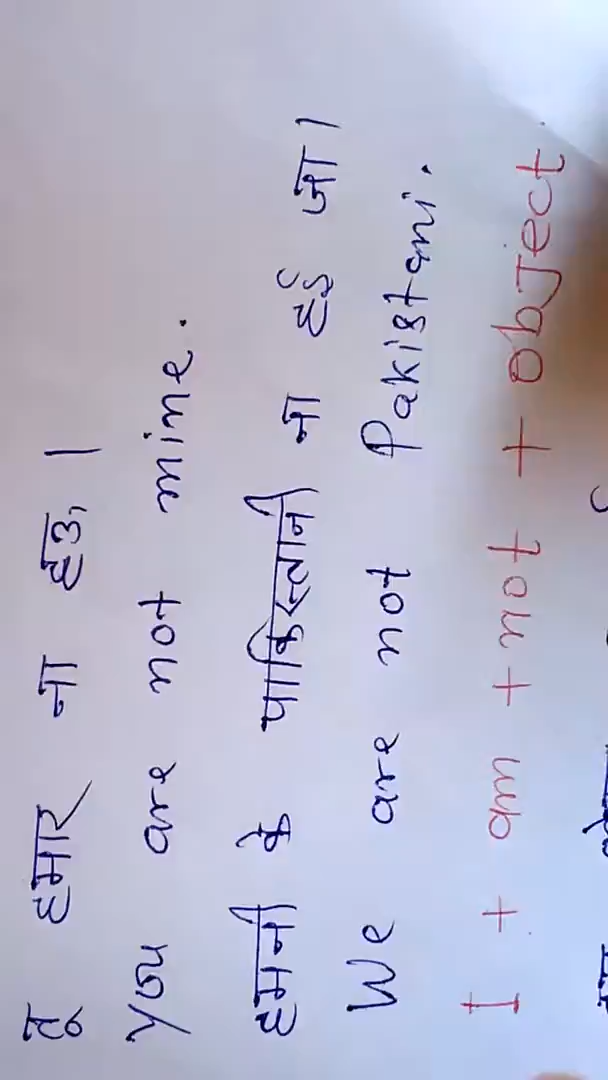 तू हमार ना हउ,।
You are not mine.
हमनी के पाकिस्तानी ना हईं जा।
We are not Pakistani.
I + am + not + object